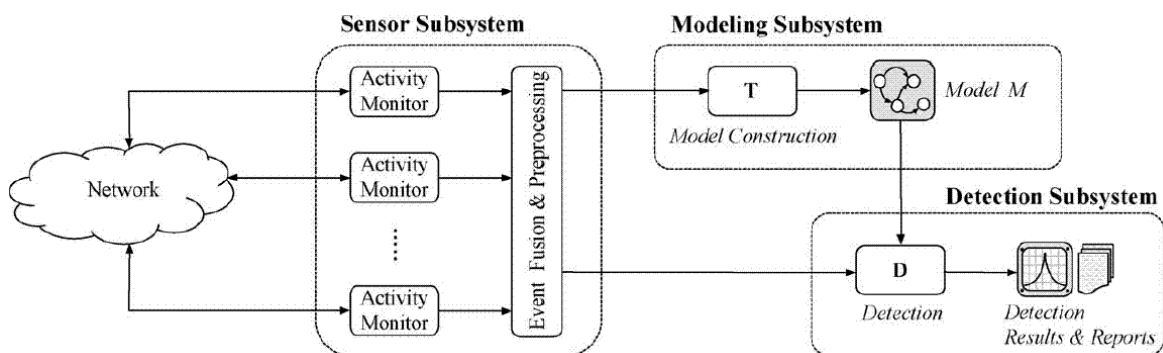 Sensor Subsystem
Modeling Subsystem
Activity
Monitor
T
Model M
Model Construction
Network
Activity
Monitor
Event Fusion & Preprocessing
Detection Subsystem
D
Activity
Monitor
Detection
Detection
Results & Reports